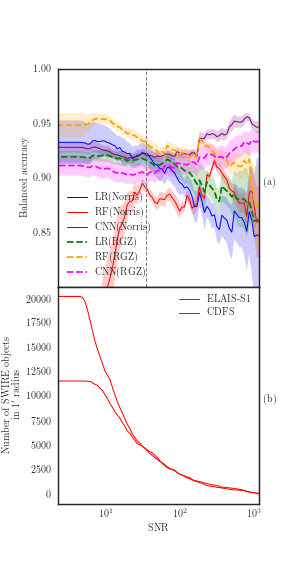 1.00
0.95
0.90
0.85
Balanced accuracy
LR(Norris)
RF(Norris)
CNN(Norris)
LR(RGZ)
RF(RGZ)
CNN(RGZ)
(a)
20000
17500
15000
12500
10000
7500
5000
2500
0
Number of SWIRE objects
in 1' radius
ELAIS-S1
CDFS
(b)
10¹
10²
10³
SNR